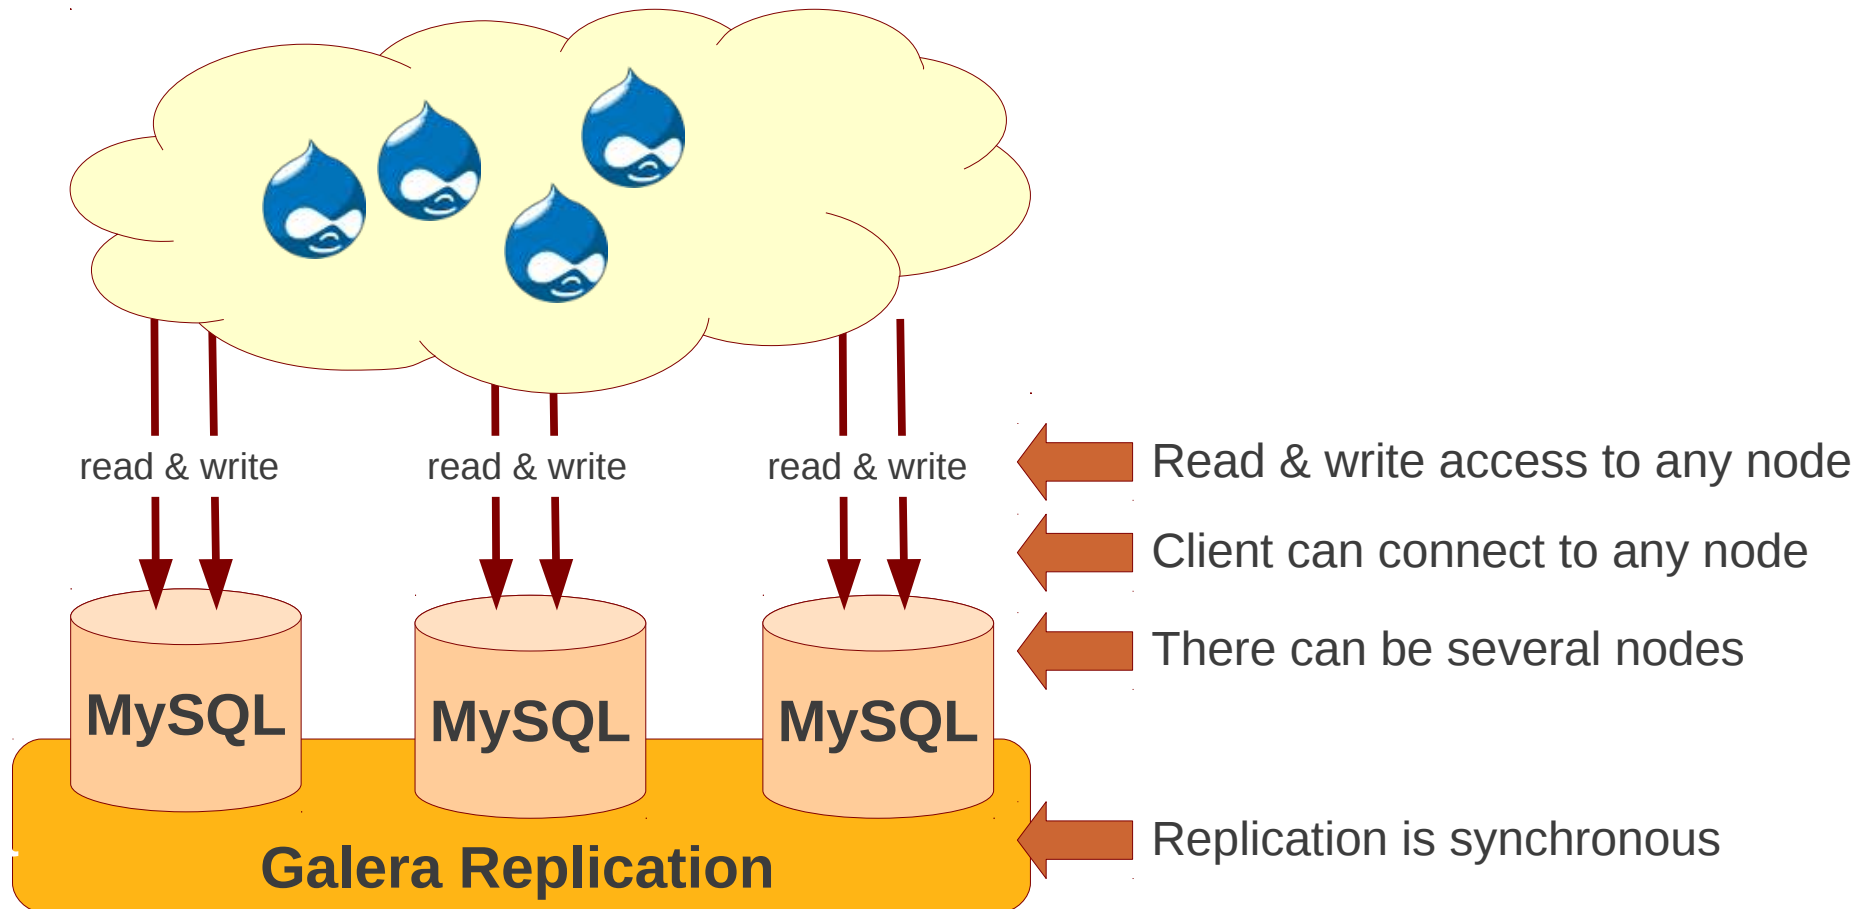 read & write
read & write
read & write
Read & write access to any node
Client can connect to any node
There can be several nodes
MySQL
MySQL
MySQL
Replication is synchronous
Galera Replication